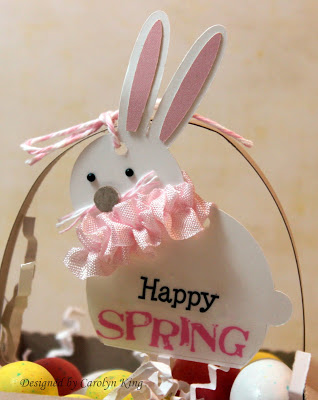 Happy
SPRING
Designed by Carolyn King